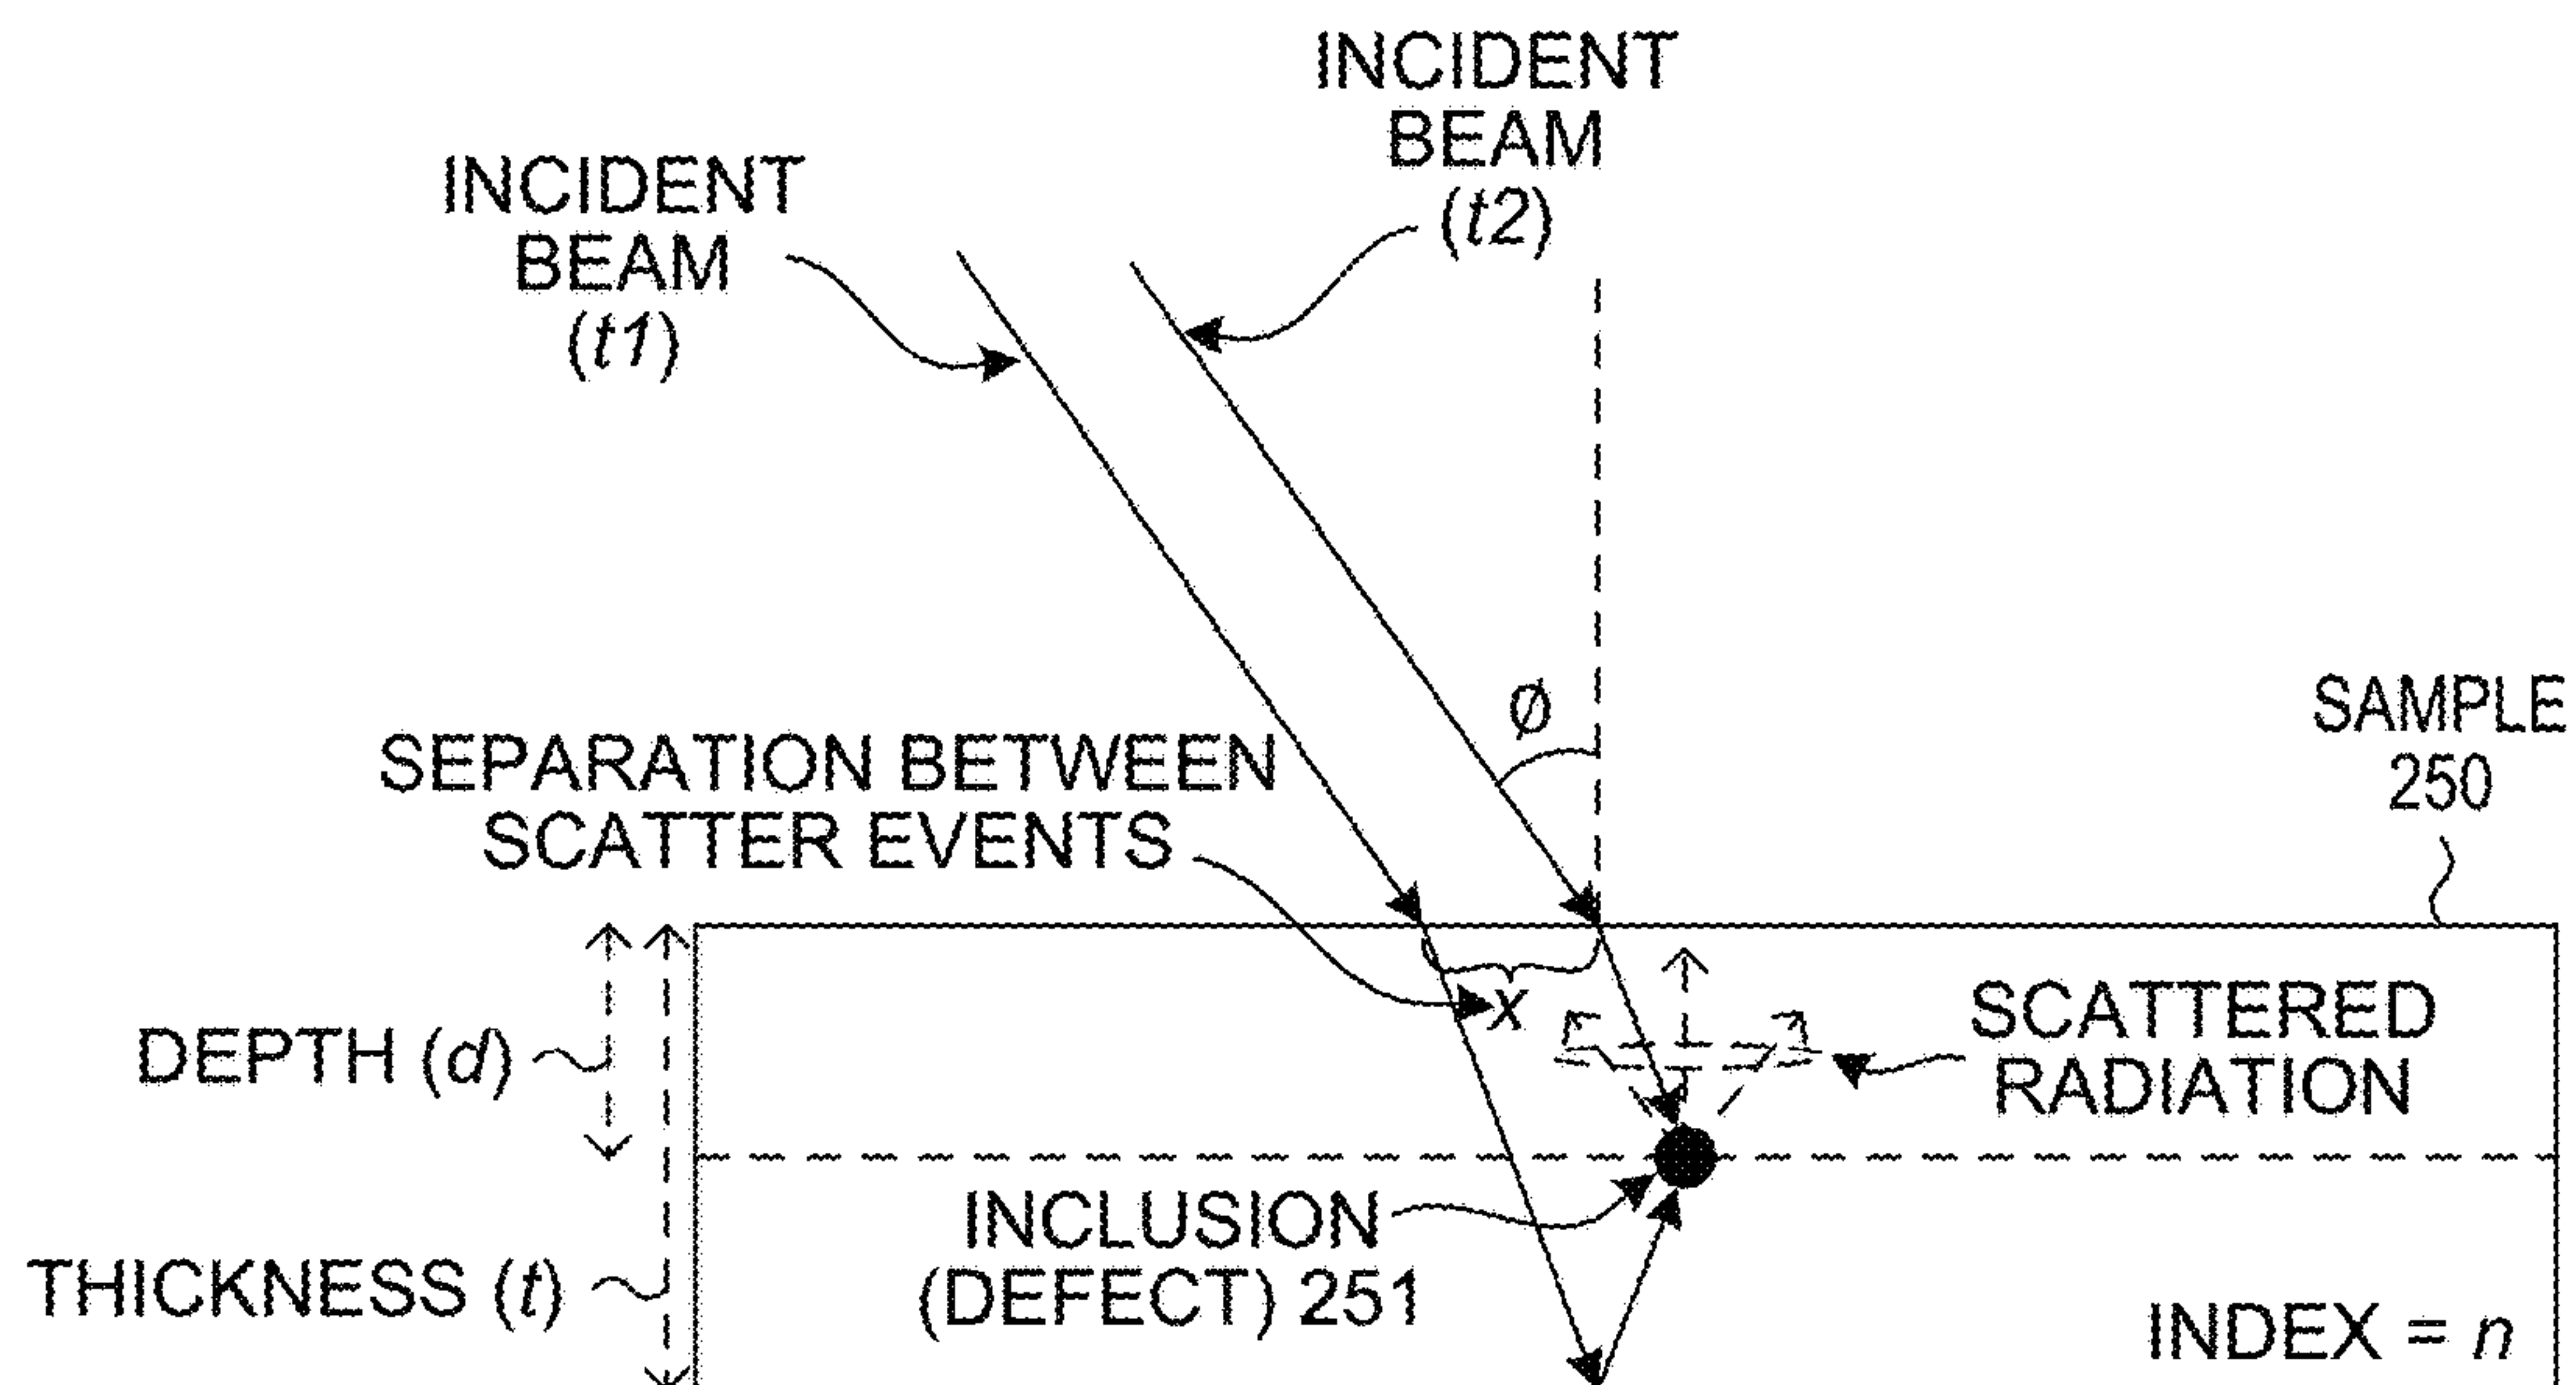 INCIDENT
BEAM
(t2)
INCIDENT
BEAM
(t1)
Ø
SAMPLE
250
SEPARATION BETWEEN
SCATTER EVENTS
x
SCATTERED
RADIATION
DEPTH (d)
INCLUSION
(DEFECT) 251
THICKNESS (t)
INDEX = n